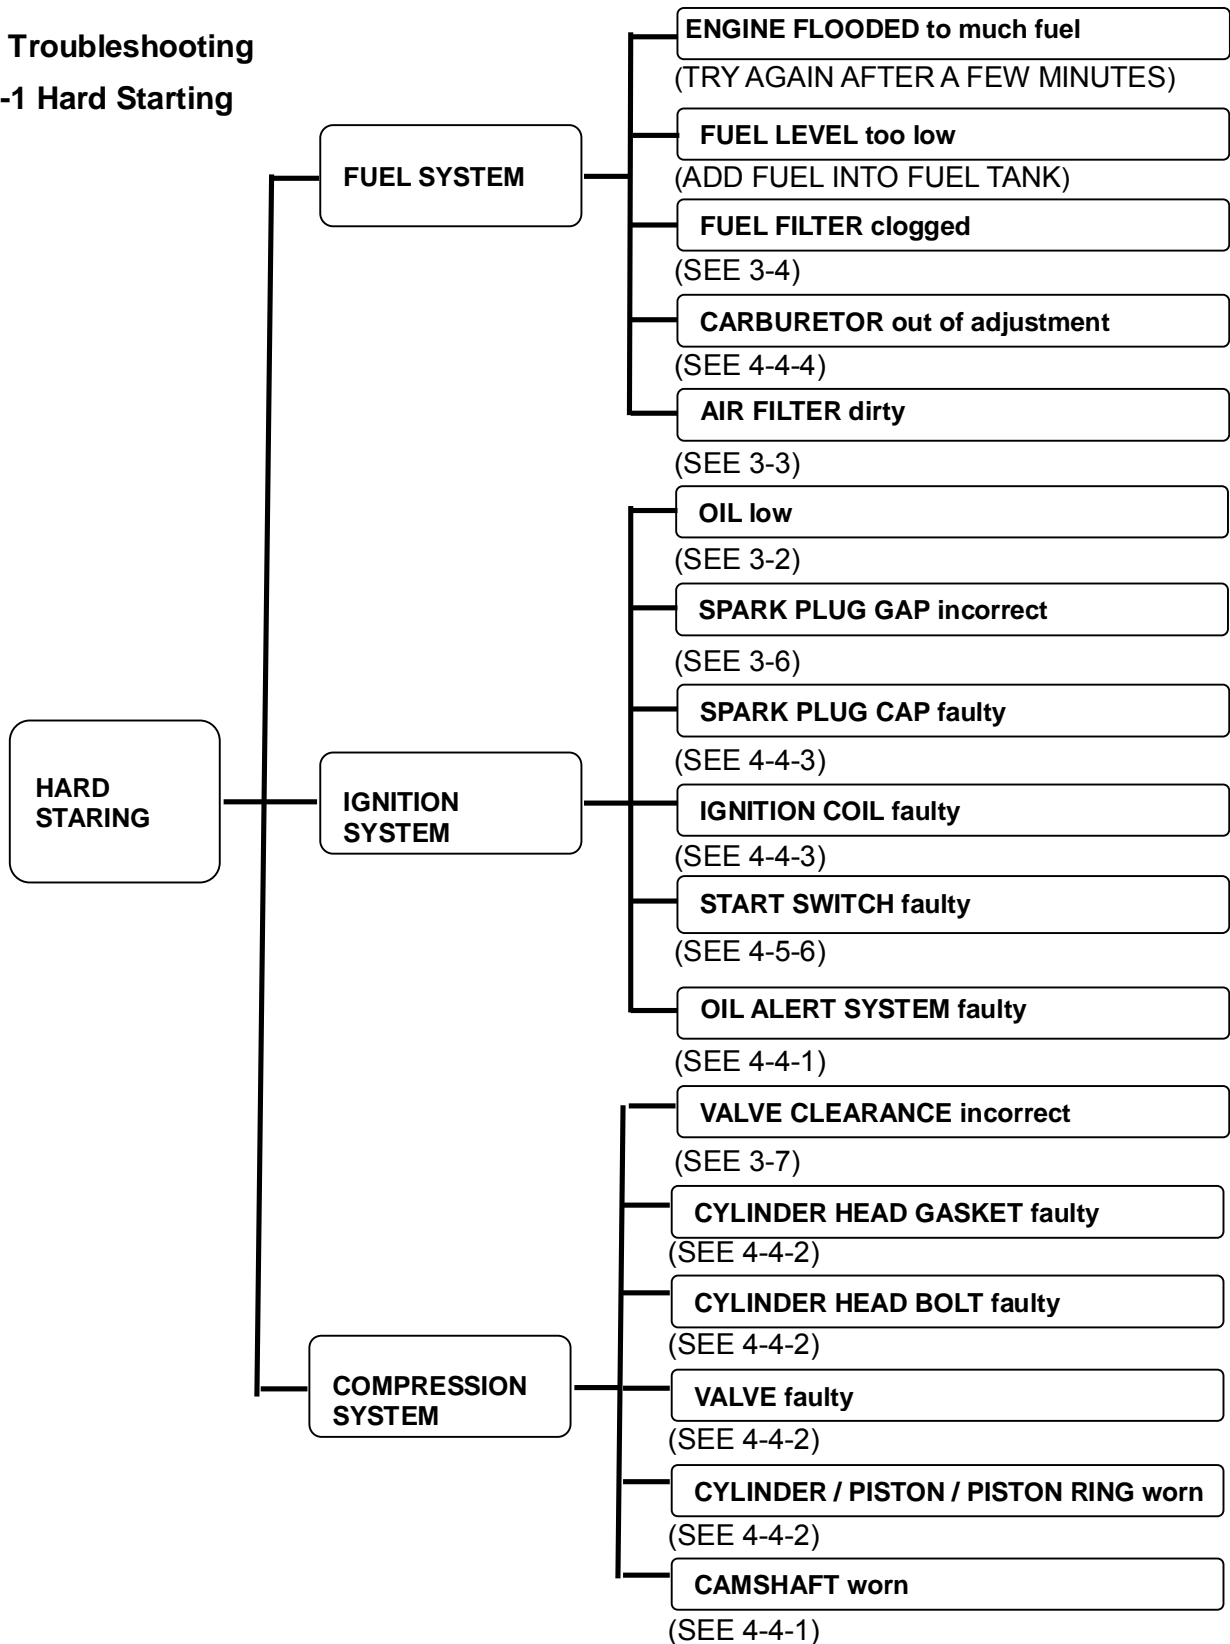 Troubleshooting
-1 Hard Starting
ENGINE FLOODED to much fuel
(TRY AGAIN AFTER A FEW MINUTES)
FUEL LEVEL too low
(ADD FUEL INTO FUEL TANK)
FUEL SYSTEM
FUEL FILTER clogged
(SEE 3-4)
CARBURETOR out of adjustment
(SEE 4-4-4)
AIR FILTER dirty
(SEE 3-3)
OIL low
(SEE 3-2)
SPARK PLUG GAP incorrect
(SEE 3-6)
SPARK PLUG CAP faulty
(SEE 4-4-3)
HARD
STARING
IGNITION
SYSTEM
IGNITION COIL faulty
(SEE 4-4-3)
START SWITCH faulty
(SEE 4-5-6)
OIL ALERT SYSTEM faulty
(SEE 4-4-1)
VALVE CLEARANCE incorrect
(SEE 3-7)
CYLINDER HEAD GASKET faulty
(SEE 4-4-2)
CYLINDER HEAD BOLT faulty
(SEE 4-4-2)
COMPRESSION
SYSTEM
VALVE faulty
(SEE 4-4-2)
CYLINDER / PISTON / PISTON RING worn
(SEE 4-4-2)
CAMSHAFT worn
(SEE 4-4-1)